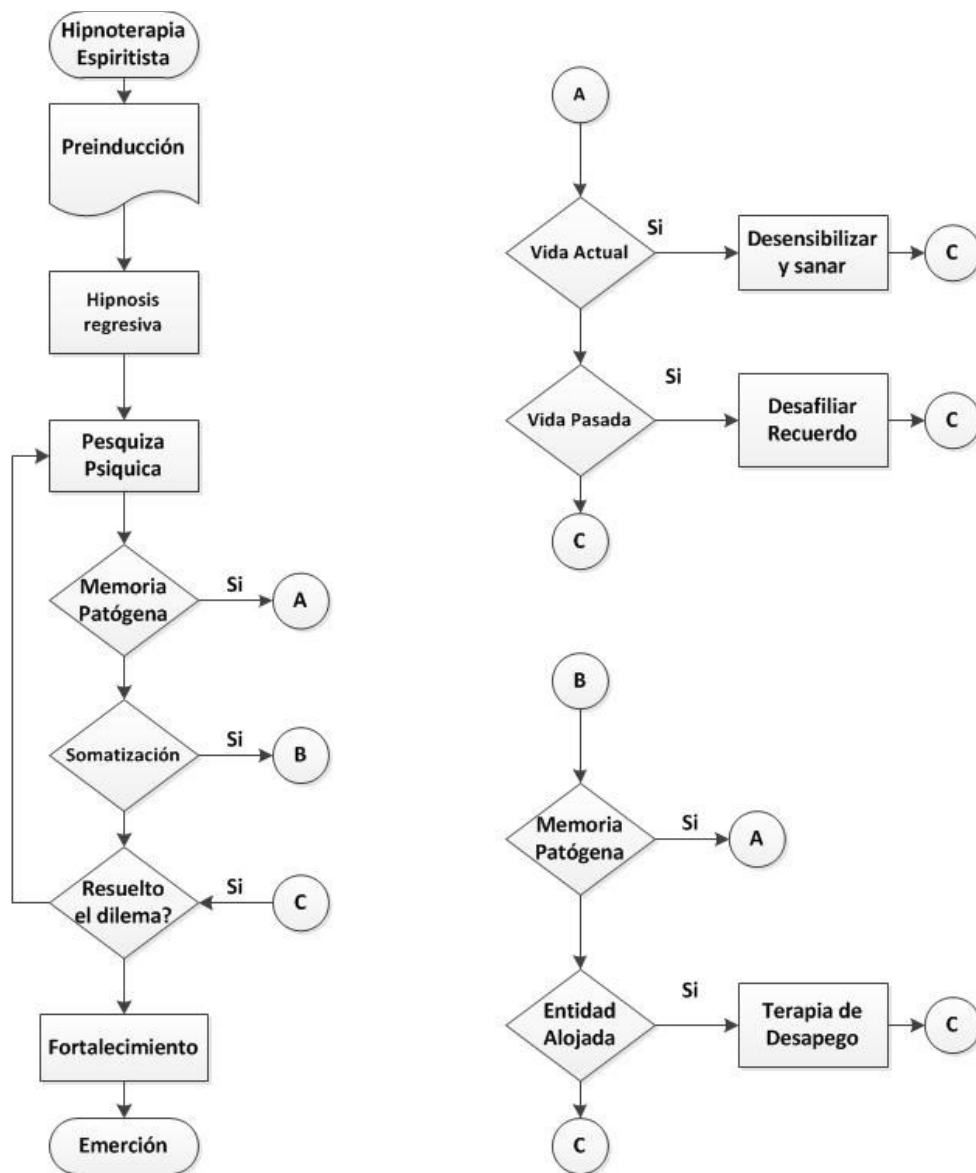 Hipnoterapia
Espiritista
Preinducción
Hipnosis
regresiva
Pesquiza
Psiquica
Memoria
Patógena
Si
A
Somatización
Si
B
Resuelto
el dilema?
Si
C
Fortalecimiento
Emerción
A
Vida Actual
Si
Desensibilizar
y sanar
C
Vida Pasada
Si
Desafiliar
Recuerdo
C
C
B
Memoria
Patógena
Si
A
Entidad
Alojada
Si
Terapia de
Desapego
C
C